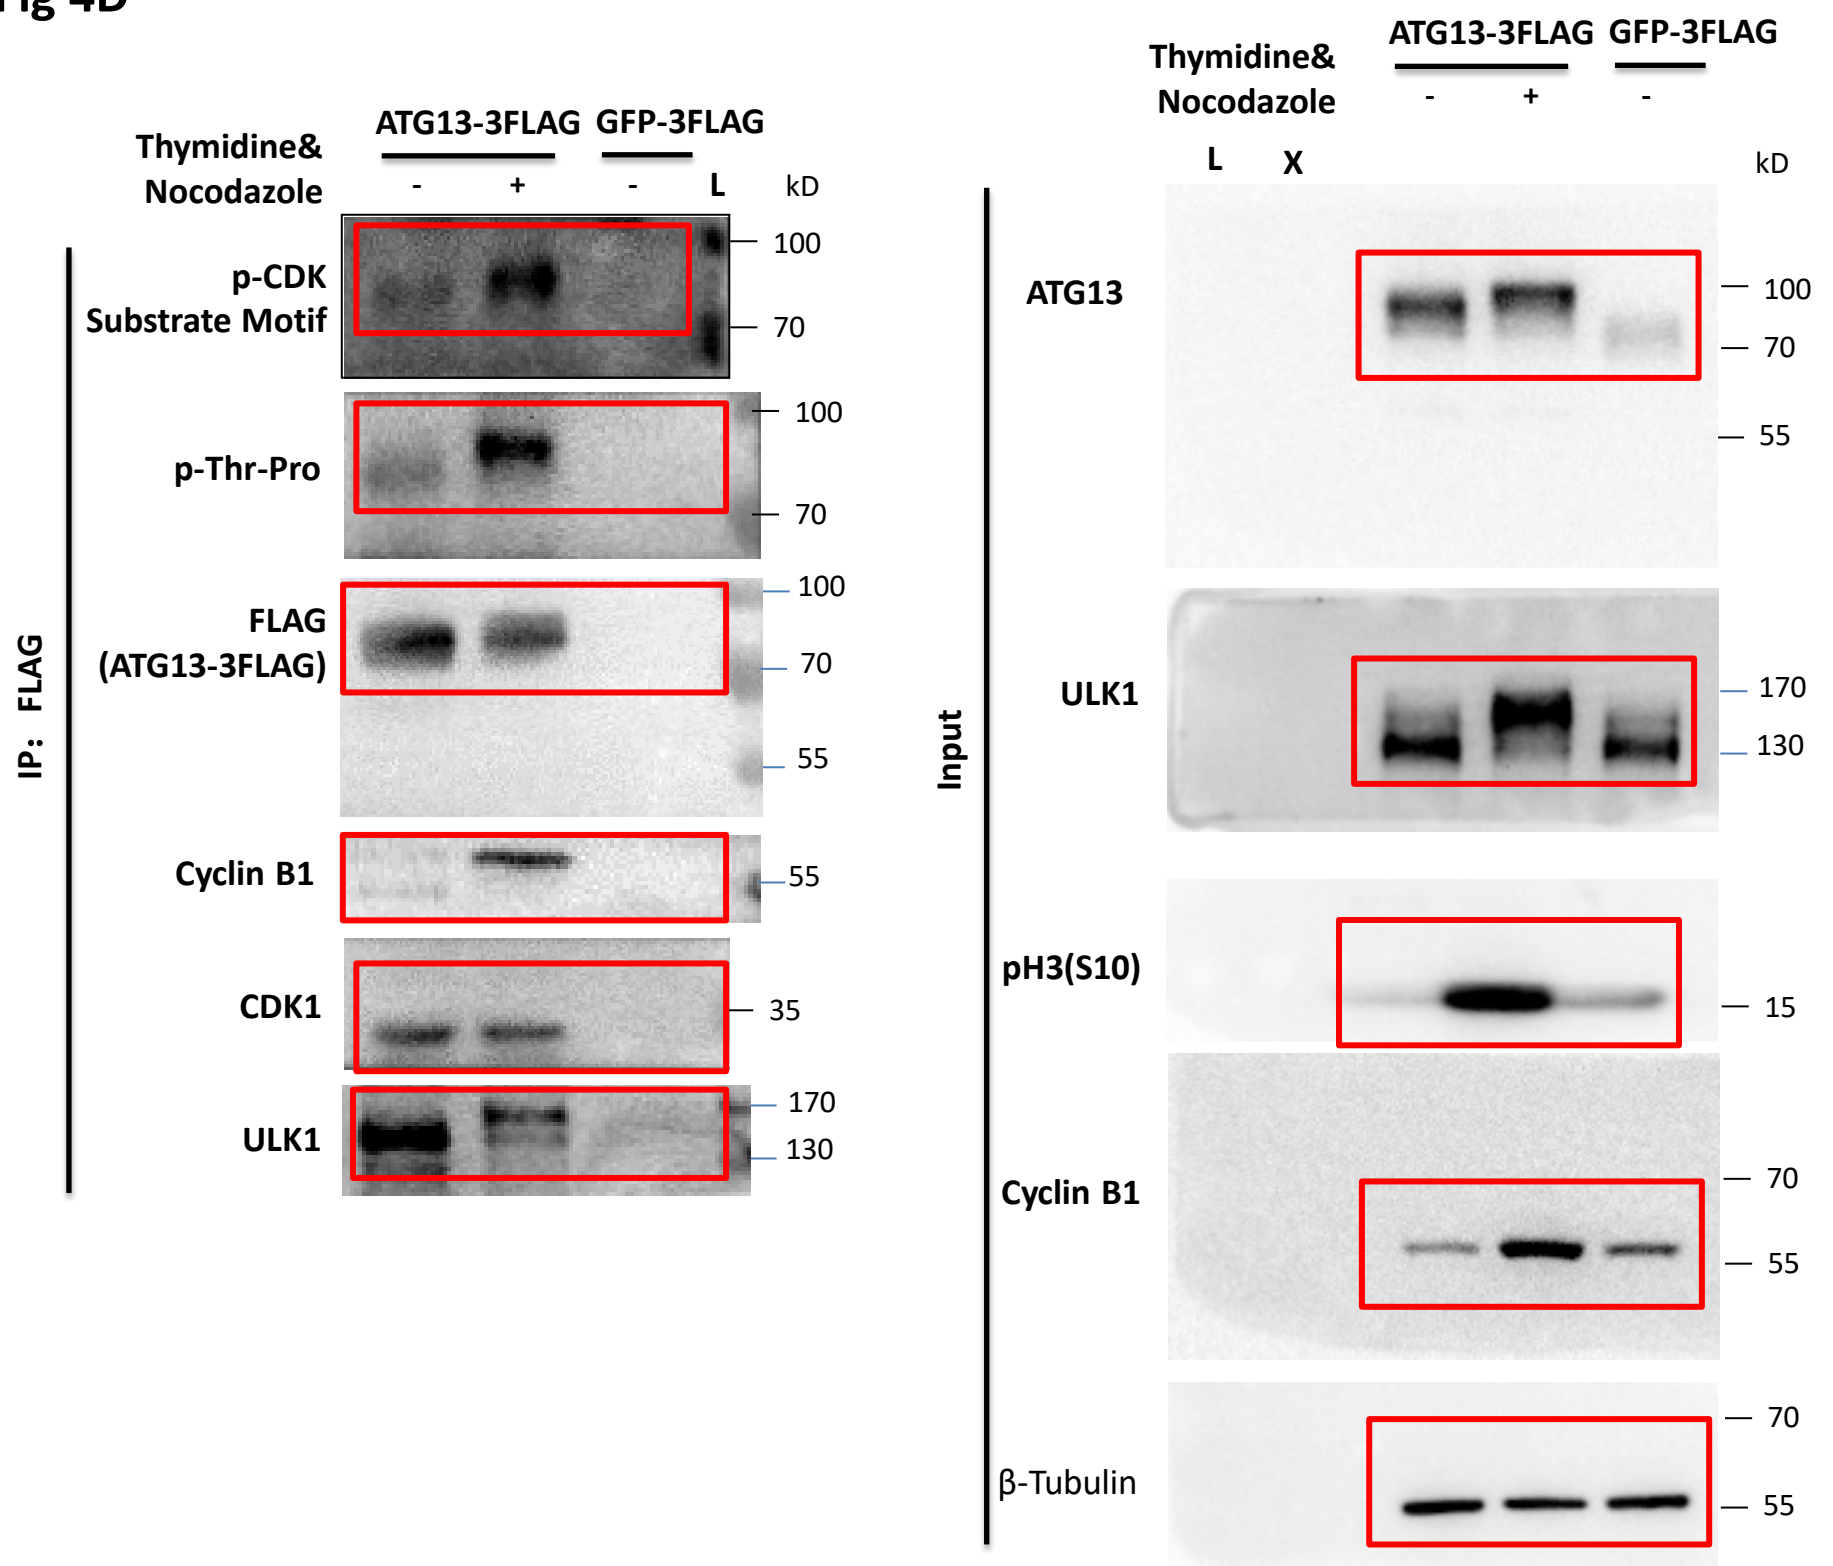 Fig 4D
Thymidine&
Nocodazole
ATG13-3FLAG GFP-3FLAG
- + - L kD
IP: FLAG
p-CDK
Substrate Motif
100
70
p-Thr-Pro
100
70
FLAG
(ATG13-3FLAG)
100
70
55
Cyclin B1
55
CDK1
35
ULK1
170
130
Thymidine&
Nocodazole
ATG13-3FLAG GFP-3FLAG
- + -
L X kD
Input
ATG13
100
70
55
ULK1
170
130
pH3(S10)
15
Cyclin B1
70
55
β-Tubulin
70
55